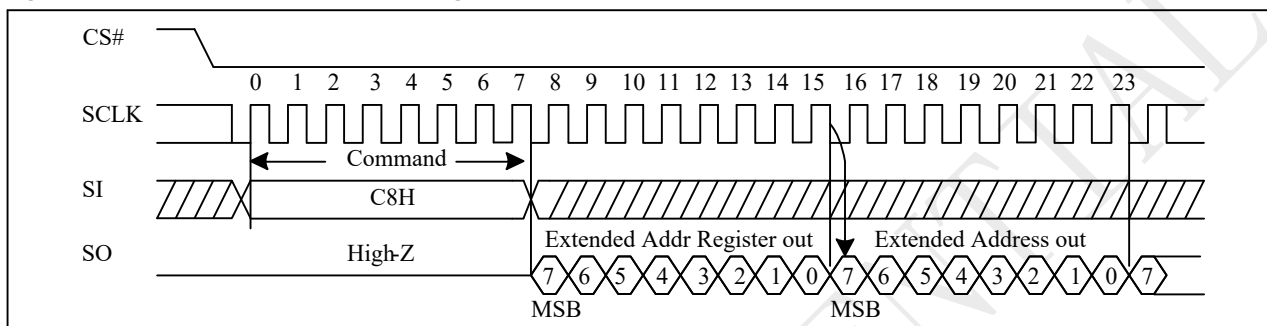 CS#
0 1 2 3 4 5 6 7 8 9 10 11 12 13 14 15 16 17 18 19 20 21 22 23
SCLK
Command
SI
C8H
SO
High-Z
Extended Addr Register out
Extended Address out
7 6 5 4 3 2 1 0 7 6 5 4 3 2 1 0 7
MSB
MSB